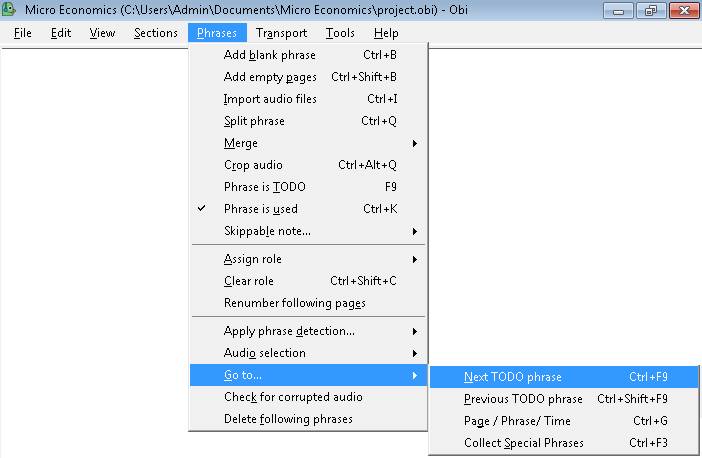 Micro Economics (C:\Users\Admin\Documents\Micro Economics\project.obi) - Obi
File Edit View Sections Phrases Transport Tools Help
Add blank phrase Ctrl+B
Add empty pages Ctrl+Shift+B
Import audio files Ctrl+I
Split phrase Ctrl+Q
Merge
Crop audio Ctrl+Alt+Q
Phrase is TODO F9
Phrase is used Ctrl+K
Skippable note...
Assign role
Clear role Ctrl+Shift+C
Renumber following pages
Apply phrase detection...
Audio selection
Go to...
Check for corrupted audio
Delete following phrases
Next TODO phrase Ctrl+F9
Previous TODO phrase Ctrl+Shift+F9
Page / Phrase/ Time Ctrl+G
Collect Special Phrases Ctrl+F3